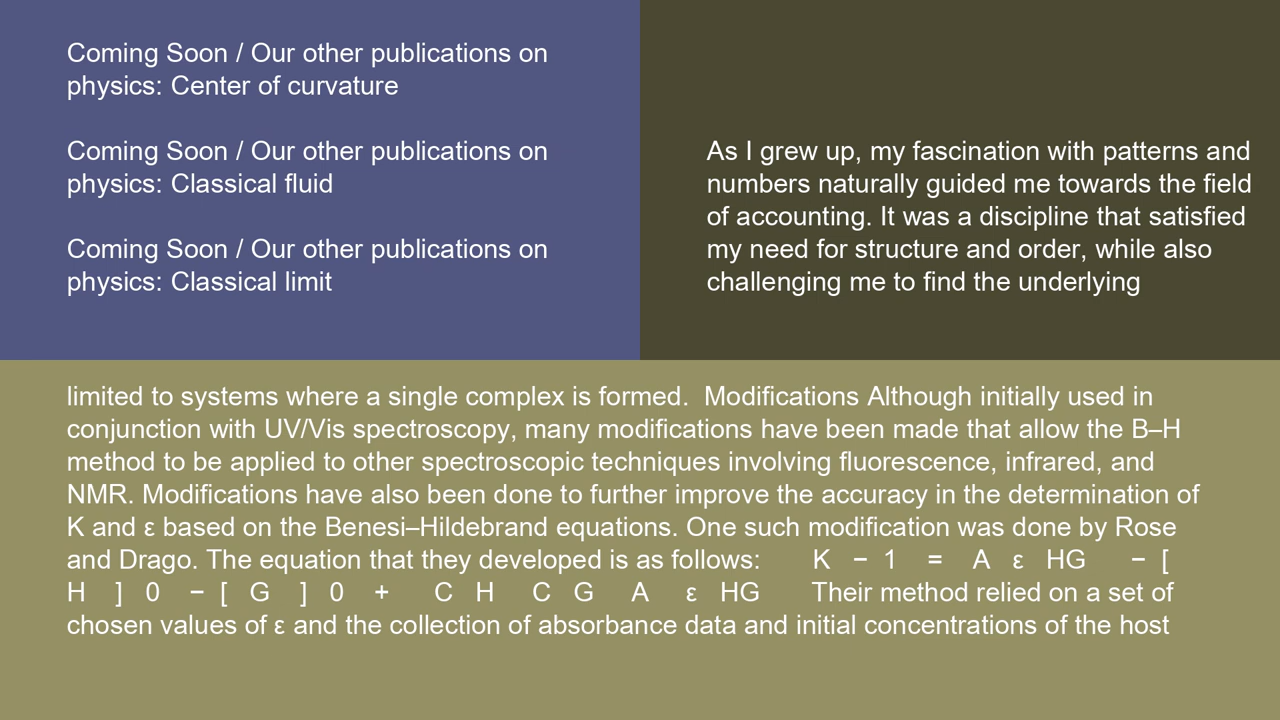 Coming Soon / Our other publications on
physics: Center of curvature
Coming Soon / Our other publications on
physics: Classical fluid
Coming Soon / Our other publications on
physics: Classical limit
As I grew up, my fascination with patterns and
numbers naturally guided me towards the field
of accounting. It was a discipline that satisfied
my need for structure and order, while also
challenging me to find the underlying
limited to systems where a single complex is formed.  Modifications Although initially used in
conjunction with UV/Vis spectroscopy, many modifications have been made that allow the B–H
method to be applied to other spectroscopic techniques involving fluorescence, infrared, and
NMR. Modifications have also been done to further improve the accuracy in the determination of
K and ε based on the Benesi–Hildebrand equations. One such modification was done by Rose
and Drago. The equation that they developed is as follows: K − 1 = A ε HG − [
H ] 0 − [ G ] 0 + C H C G A ε HG Their method relied on a set of
chosen values of ε and the collection of absorbance data and initial concentrations of the host